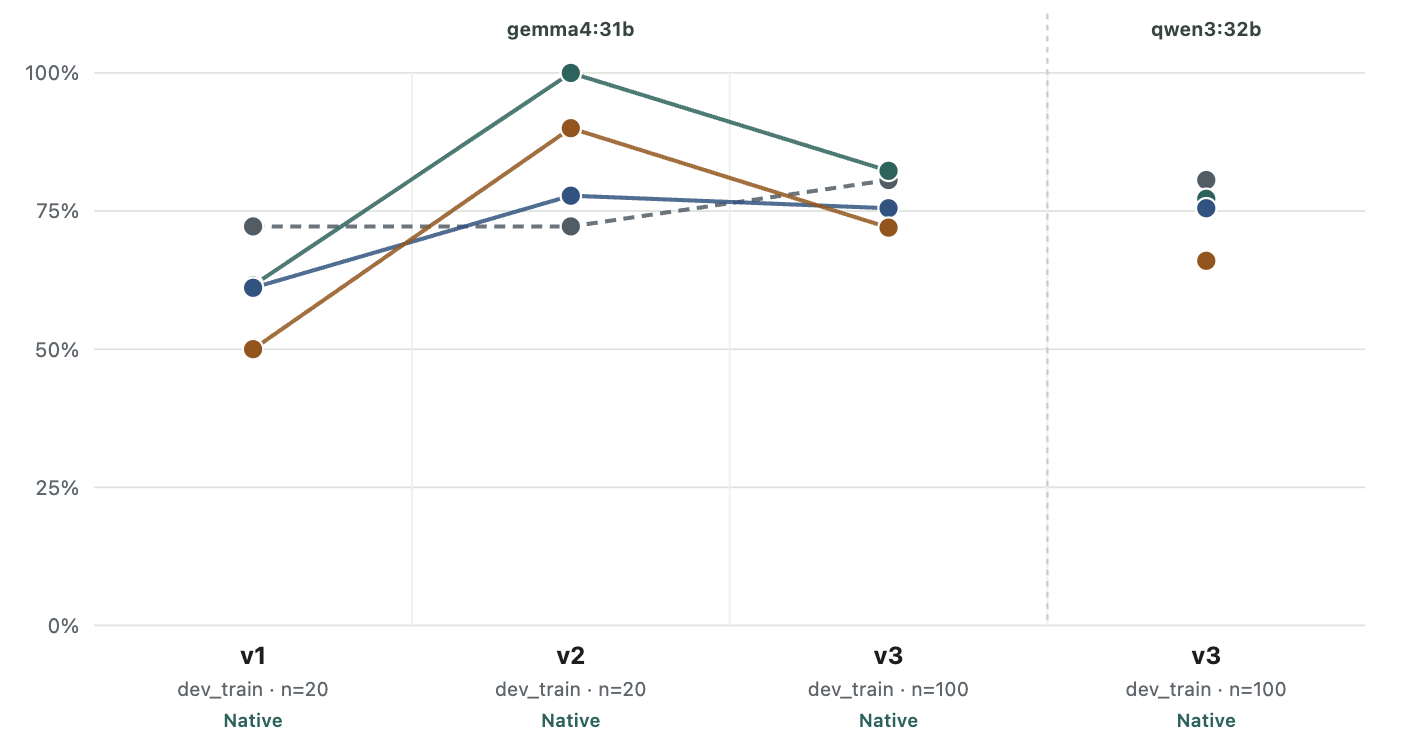 gemma4:31b
qwen3:32b
100%
75%
50%
25%
0%
v1
v2
v3
v3
dev_train · n=20
dev_train · n=20
dev_train · n=100
dev_train · n=100
Native
Native
Native
Native